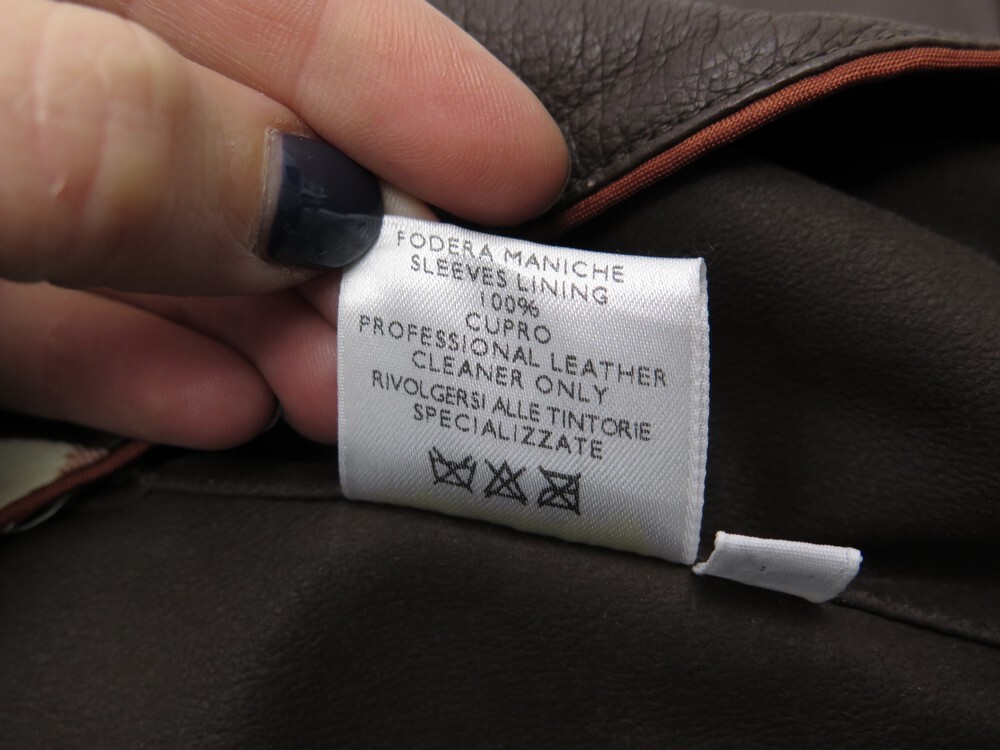 FODERA MANICHE
SLEEVES LINING
100%
CUPRO
PROFESSIONAL LEATHER
CLEANER ONLY
RIVOLGERSI ALLE TINTORIE
SPECIALIZZATE